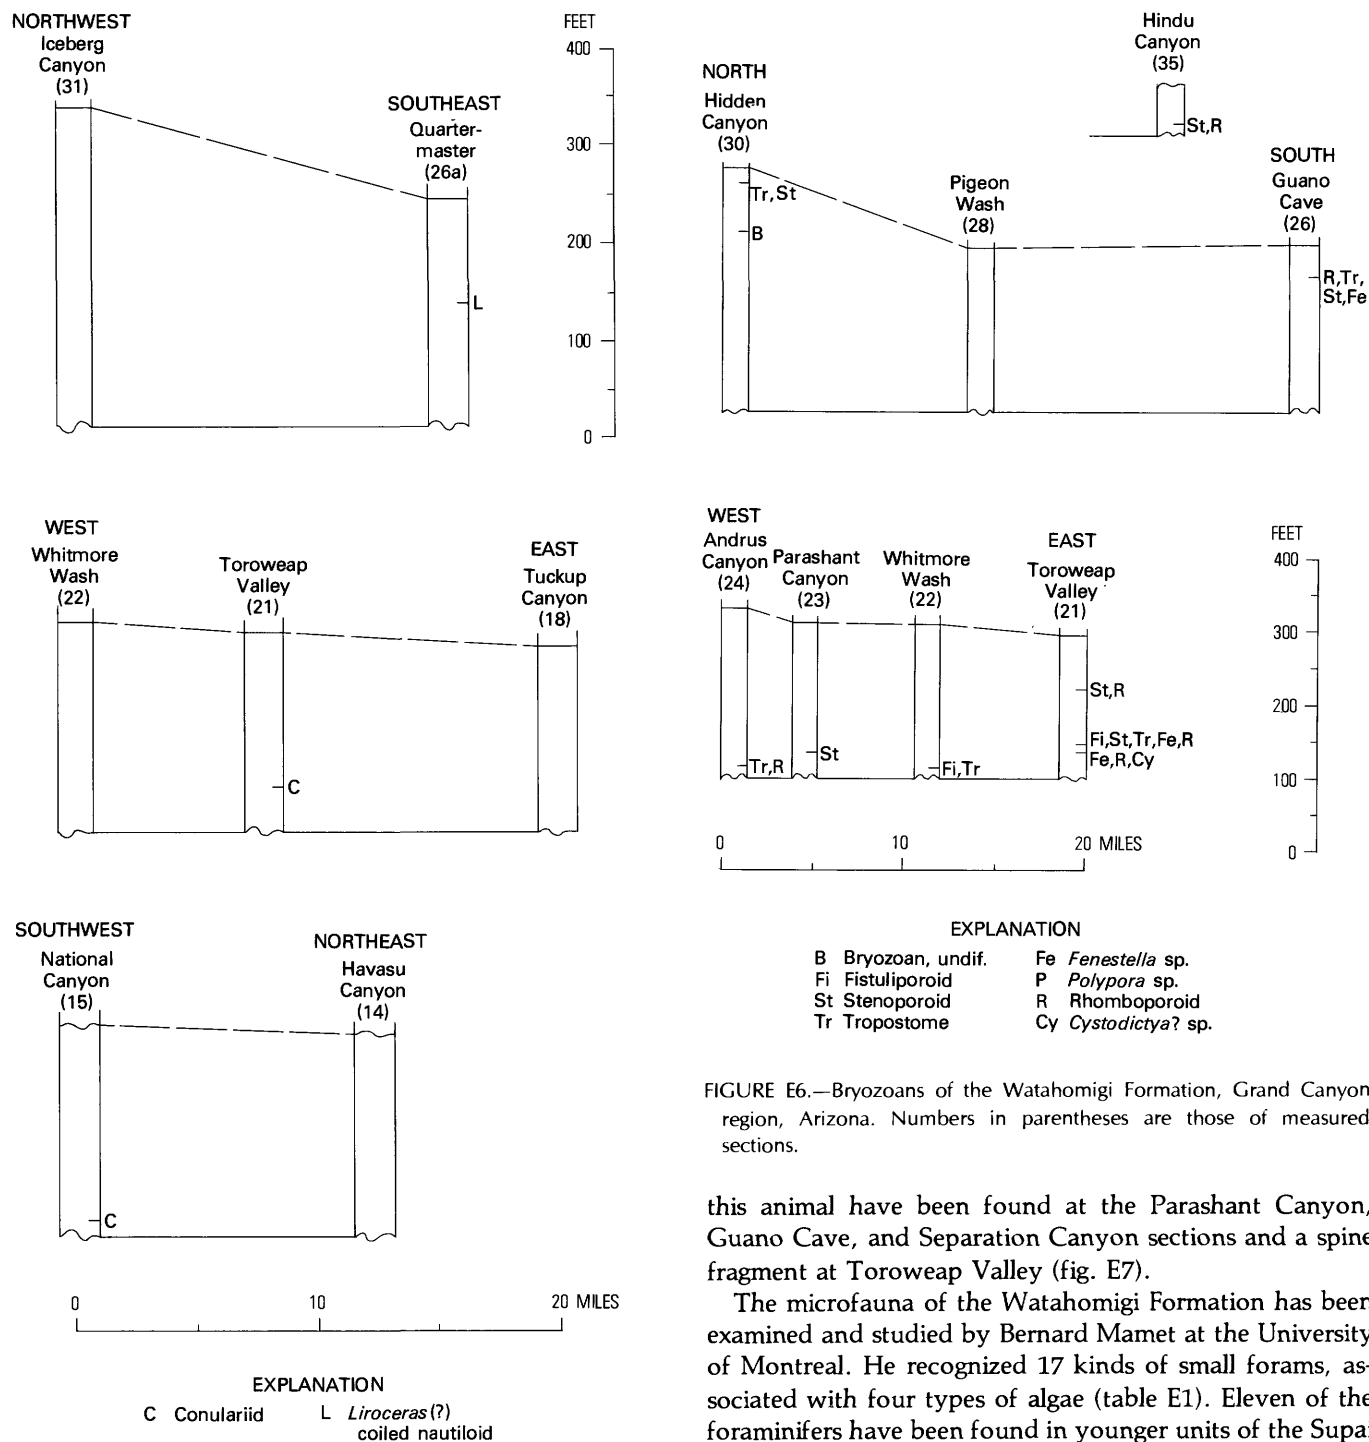 NORTHWEST
Iceberg
Canyon
(31)
SOUTHEAST
Quarter-
master
(26a)
L
FEET
400
300
200
100
0
WEST
Whitmore
Wash
(22)
Toroweap
Valley
(21)
C
EAST
Tuckup
Canyon
(18)
SOUTHWEST
National
Canyon
(15)
C
NORTHEAST
Havasu
Canyon
(14)
0 10 20 MILES
EXPLANATION
C Conulariid L Liroceras(?)
coiled nautiloid
Hindu
Canyon
(35)
St,R
NORTH
Hidden
Canyon
(30)
Tr,St
B
Pigeon
Wash
(28)
SOUTH
Guano
Cave
(26)
R,Tr,
St,Fe
WEST
Andrus
Canyon
(24)
Tr,R
Parashant
Canyon
(23)
St
Whitmore
Wash
(22)
Fi,Tr
EAST
Toroweap
Valley
(21)
St,R
Fi,St,Tr,Fe,R
Fe,R,Cy
FEET
400
300
200
100
0
0 10 20 MILES
EXPLANATION
B Bryozoan, undif. Fe Fenestella sp.
Fi Fistuliporoid P Polypora sp.
St Stenoporoid R Rhomboporoid
Tr Tropostome Cy Cystodictya? sp.
FIGURE E6.—Bryozoans of the Watahomigi Formation, Grand Canyon
region, Arizona. Numbers in parentheses are those of measured
sections.
this animal have been found at the Parashant Canyon,
Guano Cave, and Separation Canyon sections and a spine
fragment at Toroweap Valley (fig. E7).
The microfauna of the Watahomigi Formation has been
examined and studied by Bernard Mamet at the University
of Montreal. He recognized 17 kinds of small forams, as-
sociated with four types of algae (table E1). Eleven of the
foraminifers have been found in younger units of the Supai